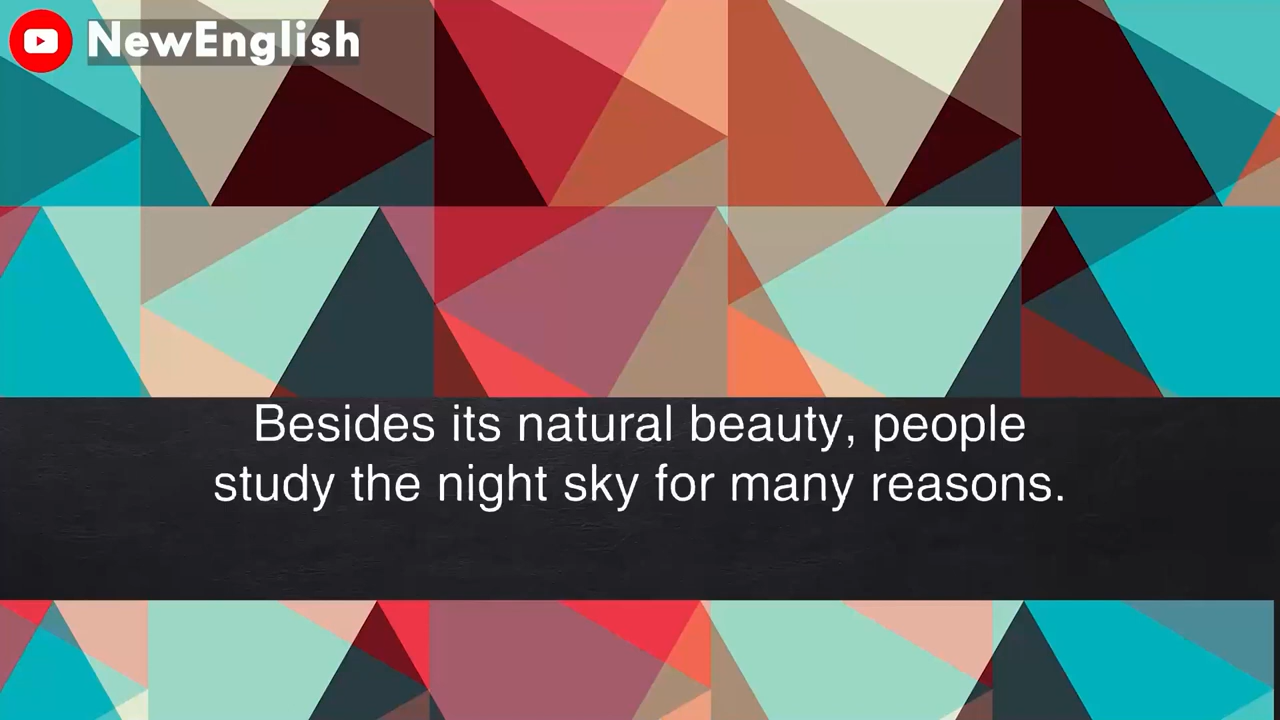 NewEnglish
Besides its natural beauty, people
study the night sky for many reasons.